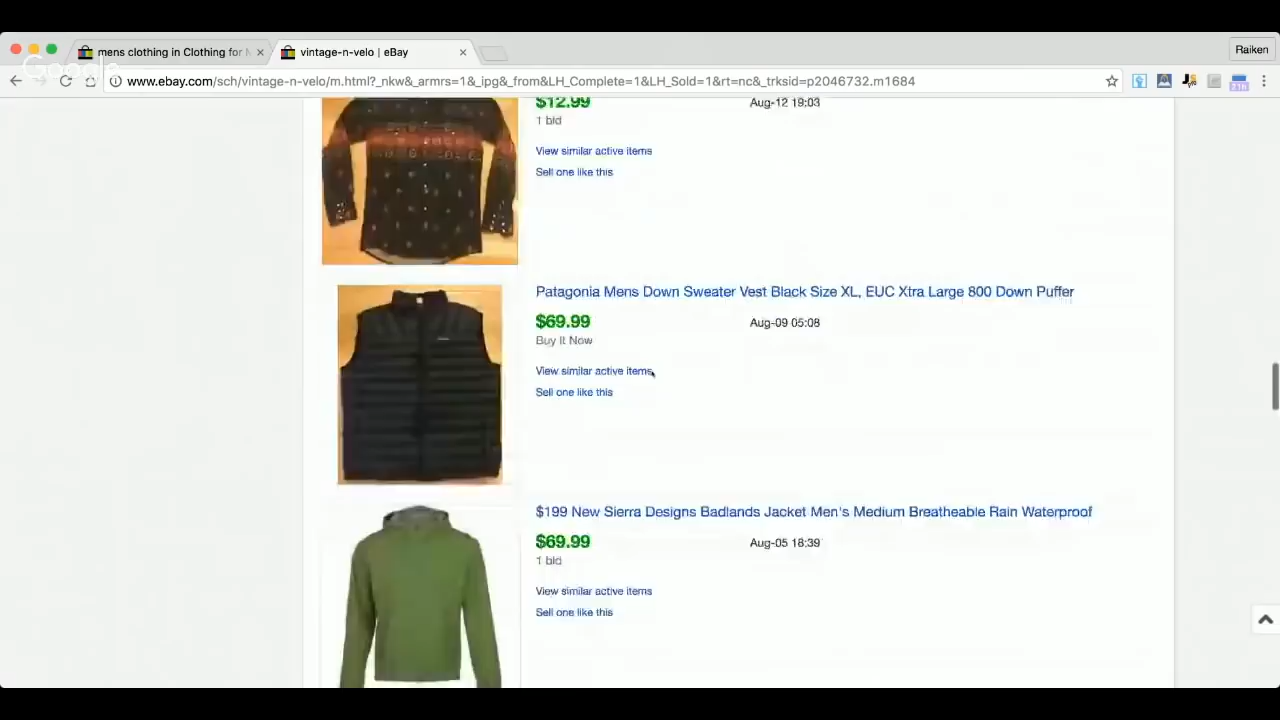 mens clothing in Clothing for M
vintage-n-velo | eBay
Raiken
Google
www.ebay.com/sch/vintage-n-velo/m.html?_nkw&_armrs=1&_ipg&_from&LH_Complete=1&LH_Sold=1&rt=nc&_trksid=p2046732.m1684
$12.99
Aug-12 19:03
1 bid
View similar active items
Sell one like this
Patagonia Mens Down Sweater Vest Black Size XL, EUC Xtra Large 800 Down Puffer
$69.99
Aug-09 05:08
Buy It Now
View similar active items
Sell one like this
$199 New Sierra Designs Badlands Jacket Men's Medium Breatheable Rain Waterproof
$69.99
Aug-05 18:39
1 bid
View similar active items
Sell one like this